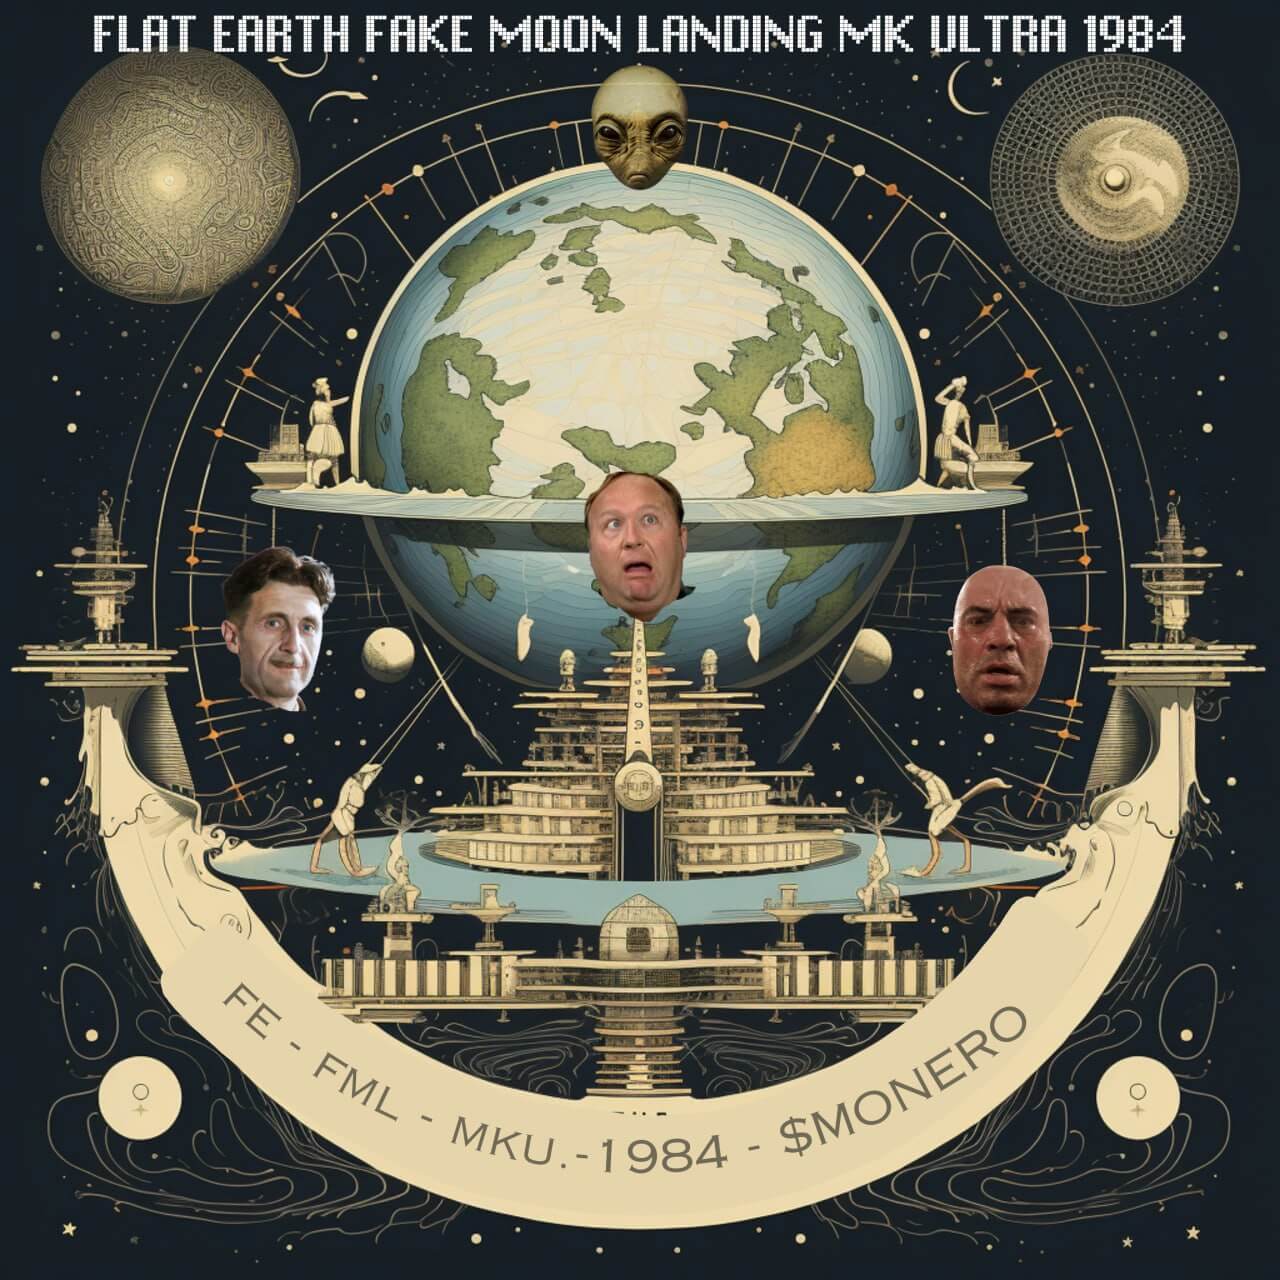 FLAT EARTH FAKE MOON LANDING MK ULTRA 1984
FE - FML - MKU.-1984 - $MONERO